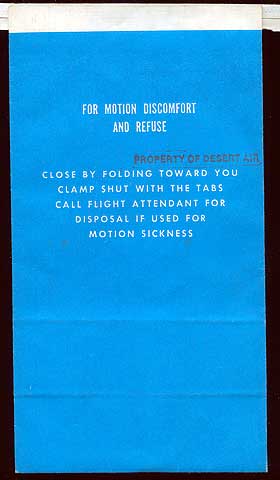 FOR MOTION DISCOMFORT
AND REFUSE
PROPERTY OF DESERT AIR
CLOSE BY FOLDING TOWARD YOU
CLAMP SHUT WITH THE TABS
CALL FLIGHT ATTENDANT FOR
DISPOSAL IF USED FOR
MOTION SICKNESS